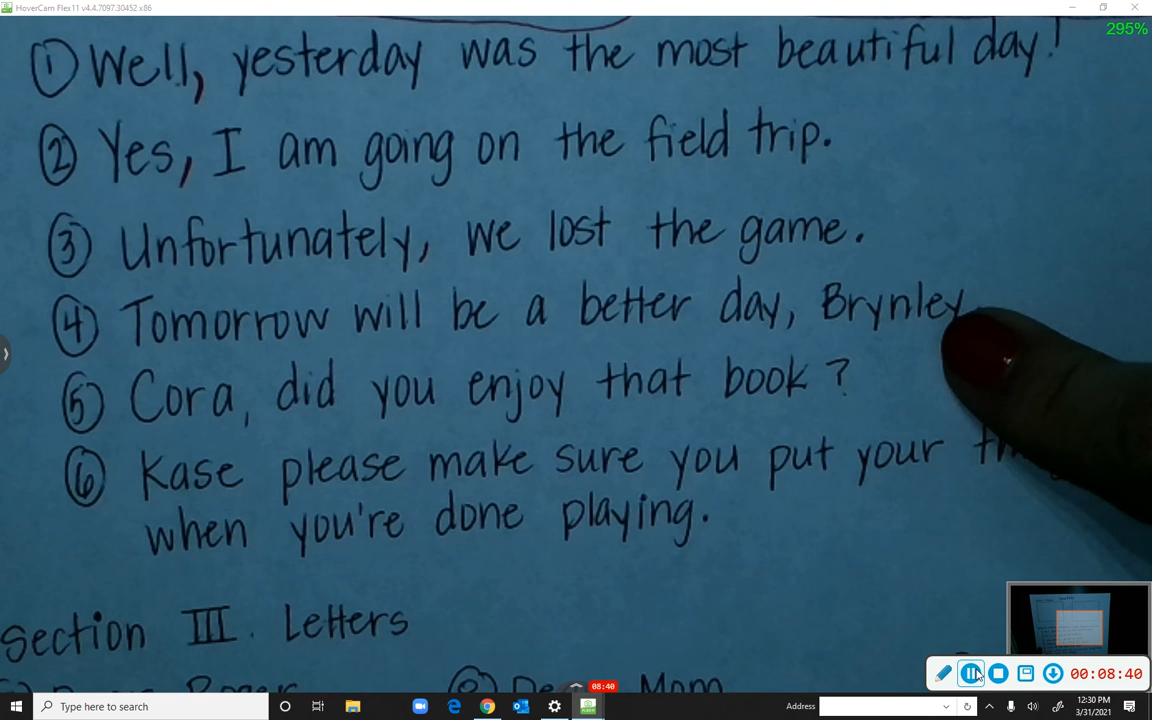 HoverCam Flex11 v4.4.7097.30452 x86
295%
① Well, yesterday was the most beautiful day!
② Yes, I am going on the field trip.
③ Unfortunately, we lost the game.
④ Tomorrow will be a better day, Brynley
⑤ Cora, did you enjoy that book?
⑥ Kase please make sure you put your
when you're done playing.
Section III. Letters
Mom
00:08:40
08:40
Type here to search
Address
12:30 PM
3/31/2021